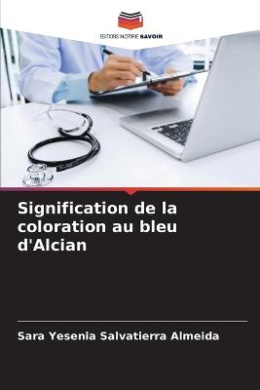 EDITIONS NOTRE SAVOIR
Signification de la
coloration au bleu
d'Alcian
Sara Yesenia Salvatierra Almeida